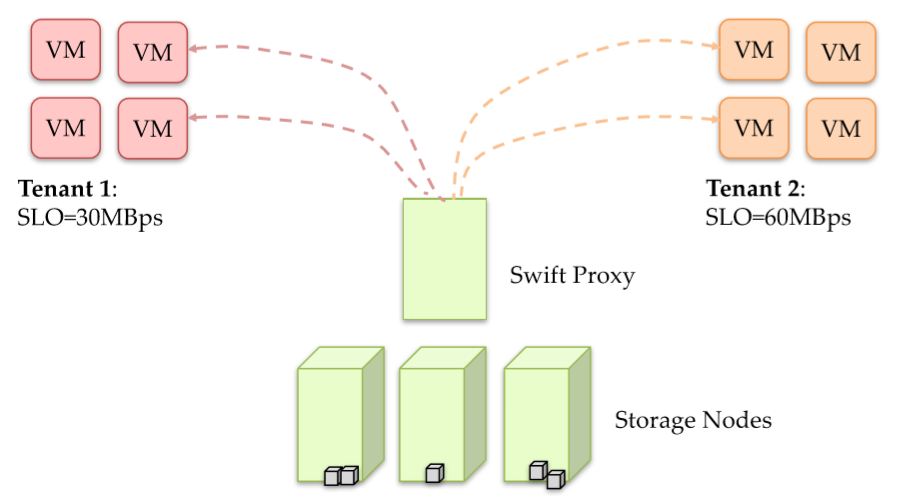 VM
VM
VM
VM
Tenant 1:
SLO=30MBps
VM
VM
VM
VM
Tenant 2:
SLO=60MBps
Swift Proxy
Storage Nodes